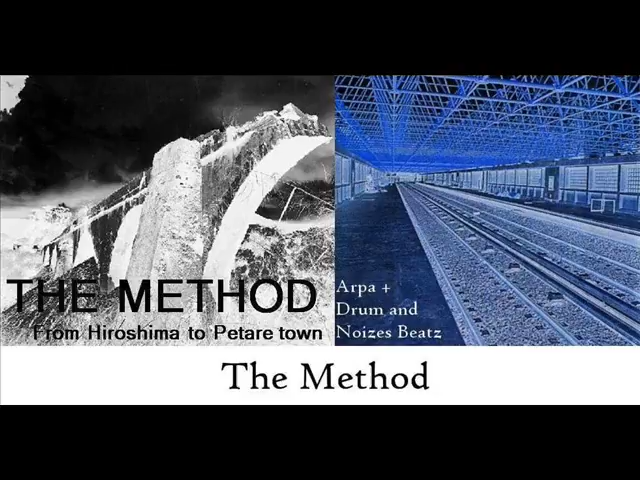 THE METHOD
From Hiroshima to Petare town
Arpa +
Drum and
Noizes Beatz
The Method